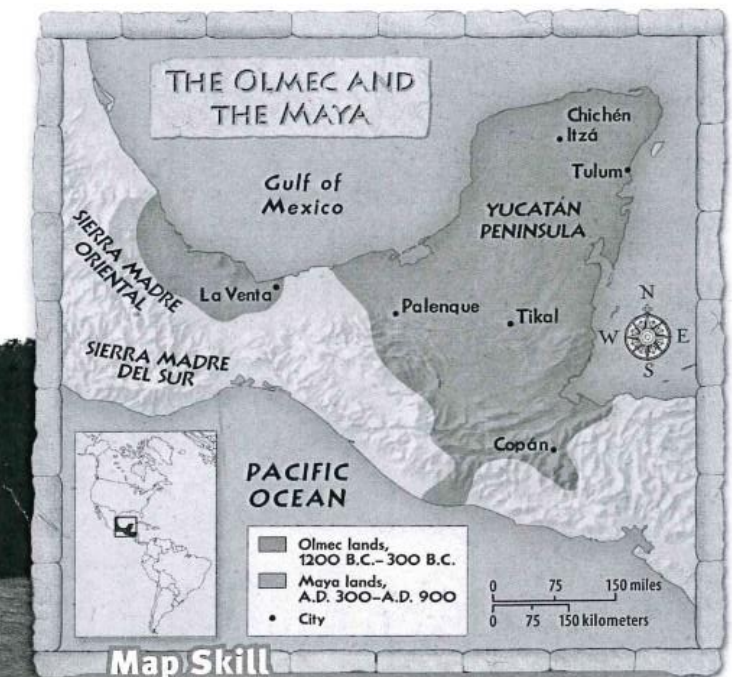 THE OLMEC AND
THE MAYA
Gulf of
Mexico
Chichén
Itzá
Tulum
YUCATÁN
PENINSULA
SIERRA MADRE
ORIENTAL
La Venta
Palenque
Tikal
N
W E
S
SIERRA MADRE
DEL SUR
Copán
PACIFIC
OCEAN
Olmec lands,
1200 B.C.–300 B.C.
Maya lands,
A.D. 300–A.D. 900
City
0 75 150 miles
0 75 150 kilometers
Map Skill